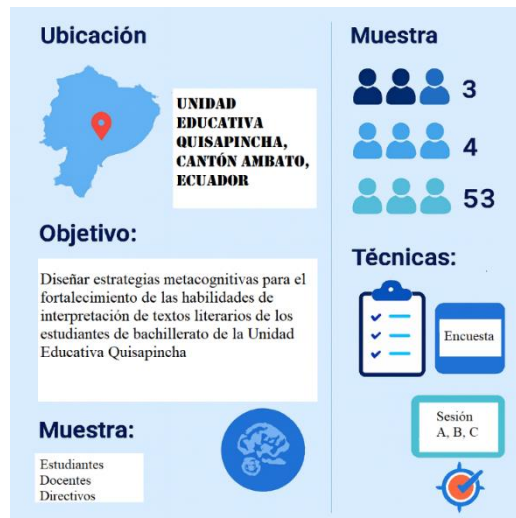 Ubicación
UNIDAD
EDUCATIVA
QUISAPINCHA,
CANTÓN AMBATO,
ECUADOR
Objetivo:
Diseñar estrategias metacognitivas para el
fortalecimiento de las habilidades de
interpretación de textos literarios de los
estudiantes de bachillerato de la Unidad
Educativa Quisapincha
Muestra:
Estudiantes
Docentes
Directivos
Muestra
3
4
53
Técnicas:
Encuesta
Sesión
A, B, C